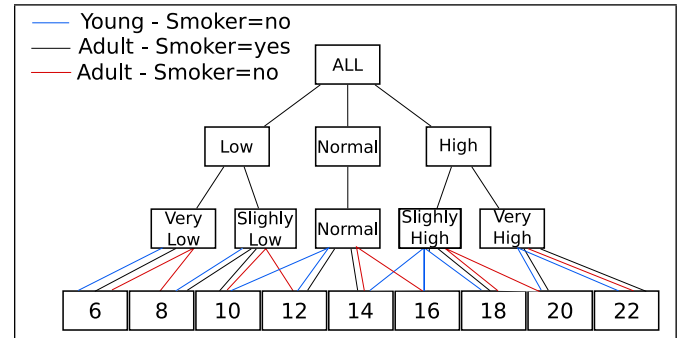 Young - Smoker=no
Adult - Smoker=yes
Adult - Smoker=no
ALL
Low
Normal
High
Very
Low
Slighly
Low
Normal
Slighly
High
Very
High
6 8 10 12 14 16 18 20 22